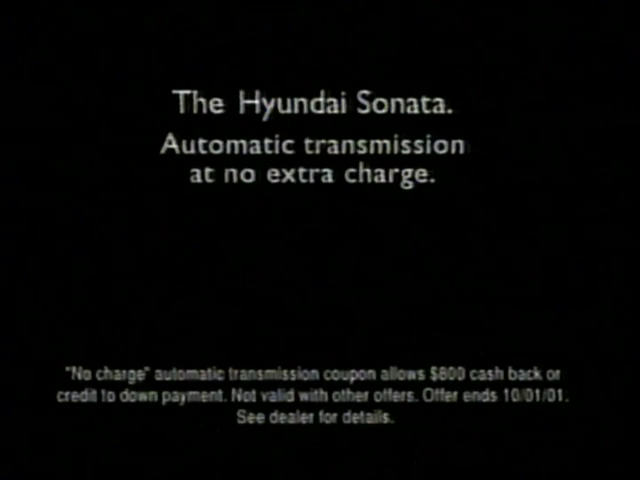 The Hyundai Sonata.
Automatic transmission
at no extra charge.
"No charge" automatic transmission coupon allows $800 cash back or
credit to down payment. Not valid with other offers. Offer ends 10/01/01.
See dealer for details.